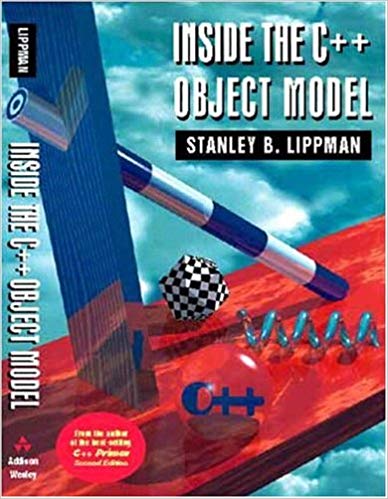 LIPPMAN
INSIDE THE C++ OBJECT MODEL
Addison
Wesley
INSIDE THE C++
OBJECT MODEL
STANLEY B. LIPPMAN
C++
From the author
of the best-selling
C++ Primer
Second Edition